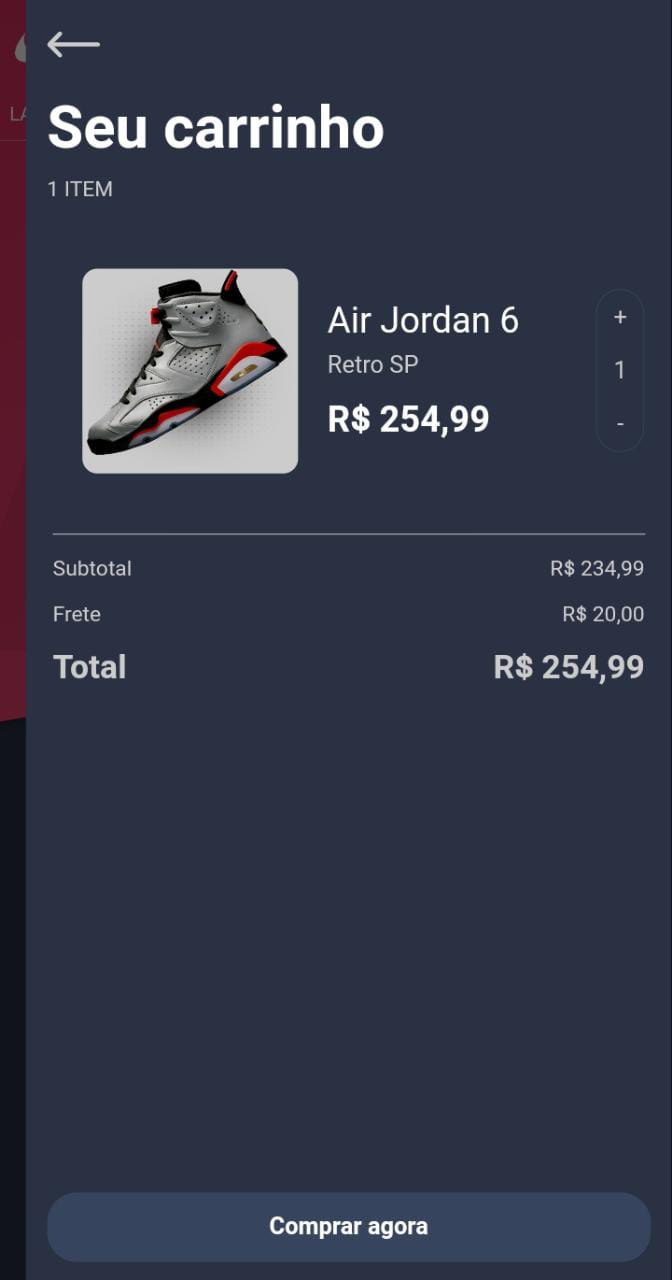 LA
Seu carrinho
1 ITEM
Air Jordan 6
Retro SP
R$ 254,99
+
1
-
Subtotal
R$ 234,99
Frete
R$ 20,00
Total
R$ 254,99
Comprar agora